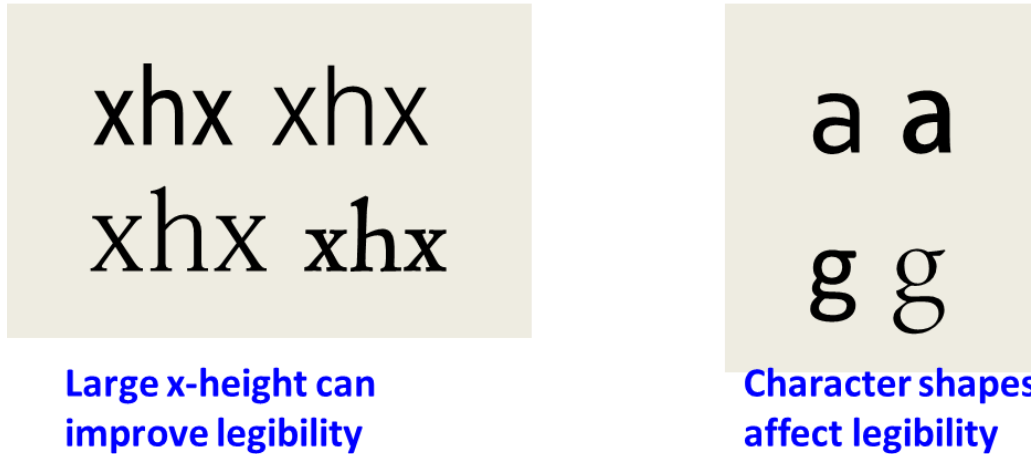 xhx xhx
xhx xhx
Large x-height can
improve legibility
a a
g g
Character shapes
affect legibility